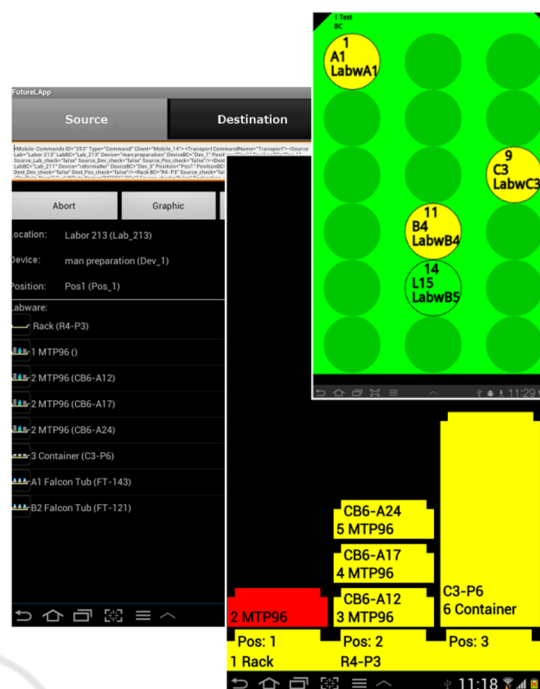 FutureLApp
Source
Destination
Abort
Graphic
ocation: Labor 213 (Lab_213)
evice: man preparation (Dev_1)
osition: Pos1 (Pos_1)
abware:
Rack (R4-P3)
1 MTP96 ()
2 MTP96 (CB6-A12)
2 MTP96 (CB6-A17)
2 MTP96 (CB6-A24)
3 Container (C3-P6)
A1 Falcon Tub (FT-143)
B2 Falcon Tub (FT-121)
1 Test
BC
1
A1
LabwA1
9
C3
LabwC3
11
B4
LabwB4
14
L15
LabwB5
11:29
CB6-A24
5 MTP96
CB6-A17
4 MTP96
CB6-A12
3 MTP96
2 MTP96
C3-P6
6 Container
Pos: 1
1 Rack
Pos: 2
R4-P3
Pos: 3
11:18